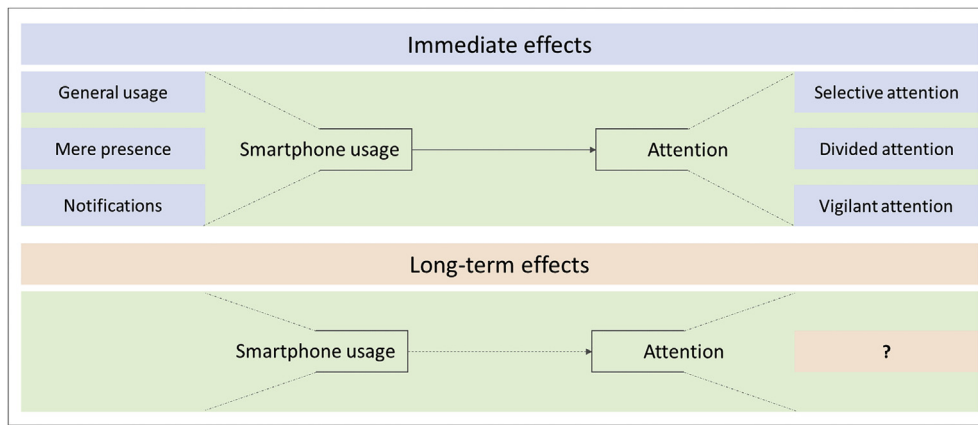 Immediate effects
General usage
Mere presence
Notifications
Smartphone usage
Attention
Selective attention
Divided attention
Vigilant attention
Long-term effects
Smartphone usage
Attention
?